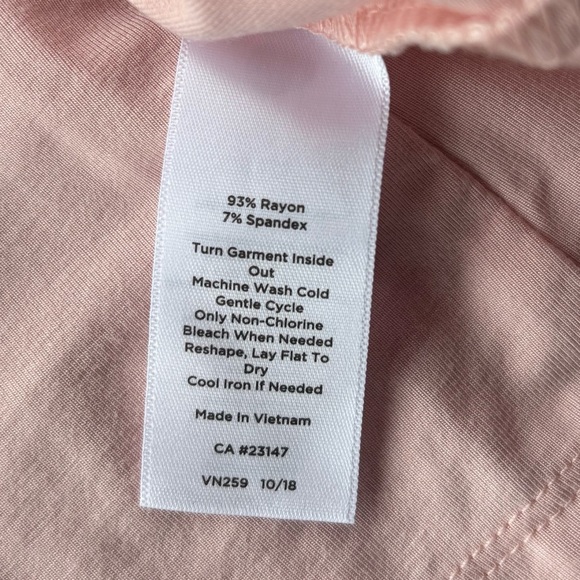 93% Rayon
7% Spandex
Turn Garment Inside
Out
Machine Wash Cold
Gentle Cycle
Only Non-Chlorine
Bleach When Needed
Reshape, Lay Flat To
Dry
Cool Iron If Needed
Made In Vietnam
CA #23147
VN259 10/18